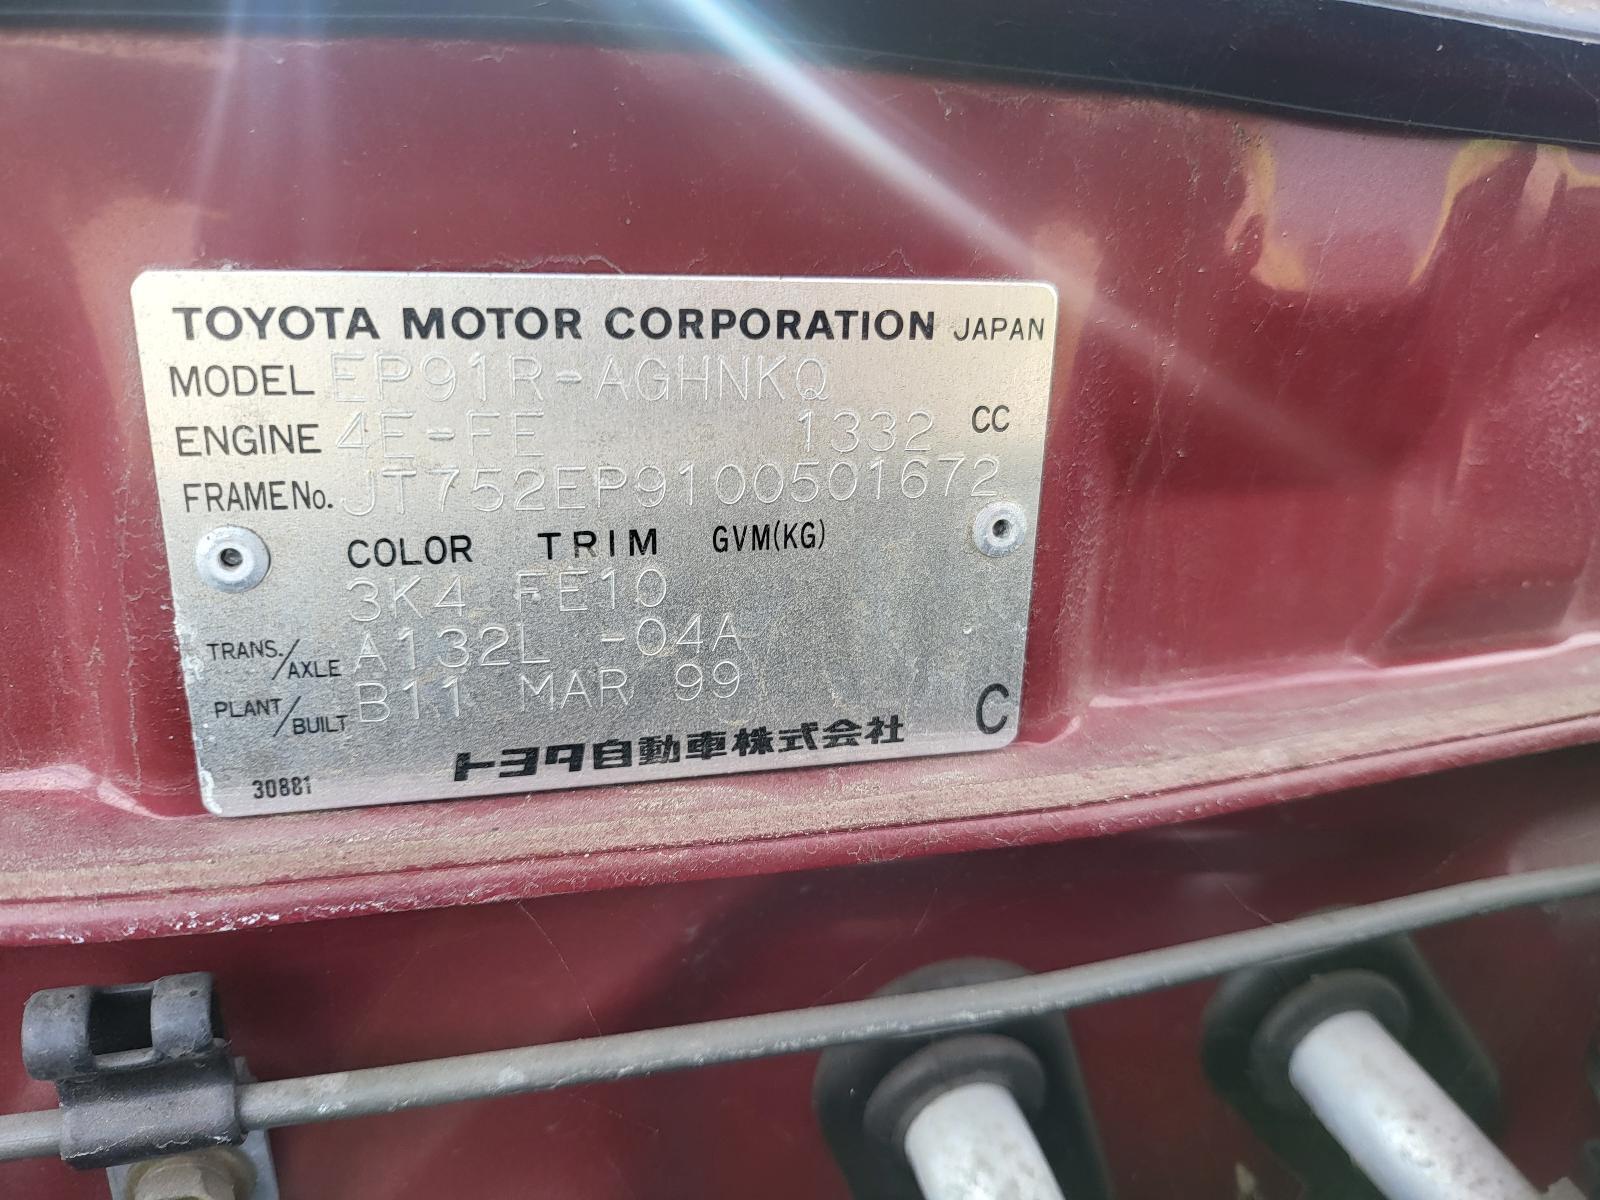 TOYOTA MOTOR CORPORATION JAPAN
MODEL EP91R-AGHNKQ
ENGINE 4E-FE 1332 CC
FRAME No. JT752EP9100501672
COLOR TRIM GVM(KG)
3K4 FE10
TRANS./AXLE A132L -04A
PLANT/BUILT B11 MAR 99
C
トヨタ自動車株式会社
30881